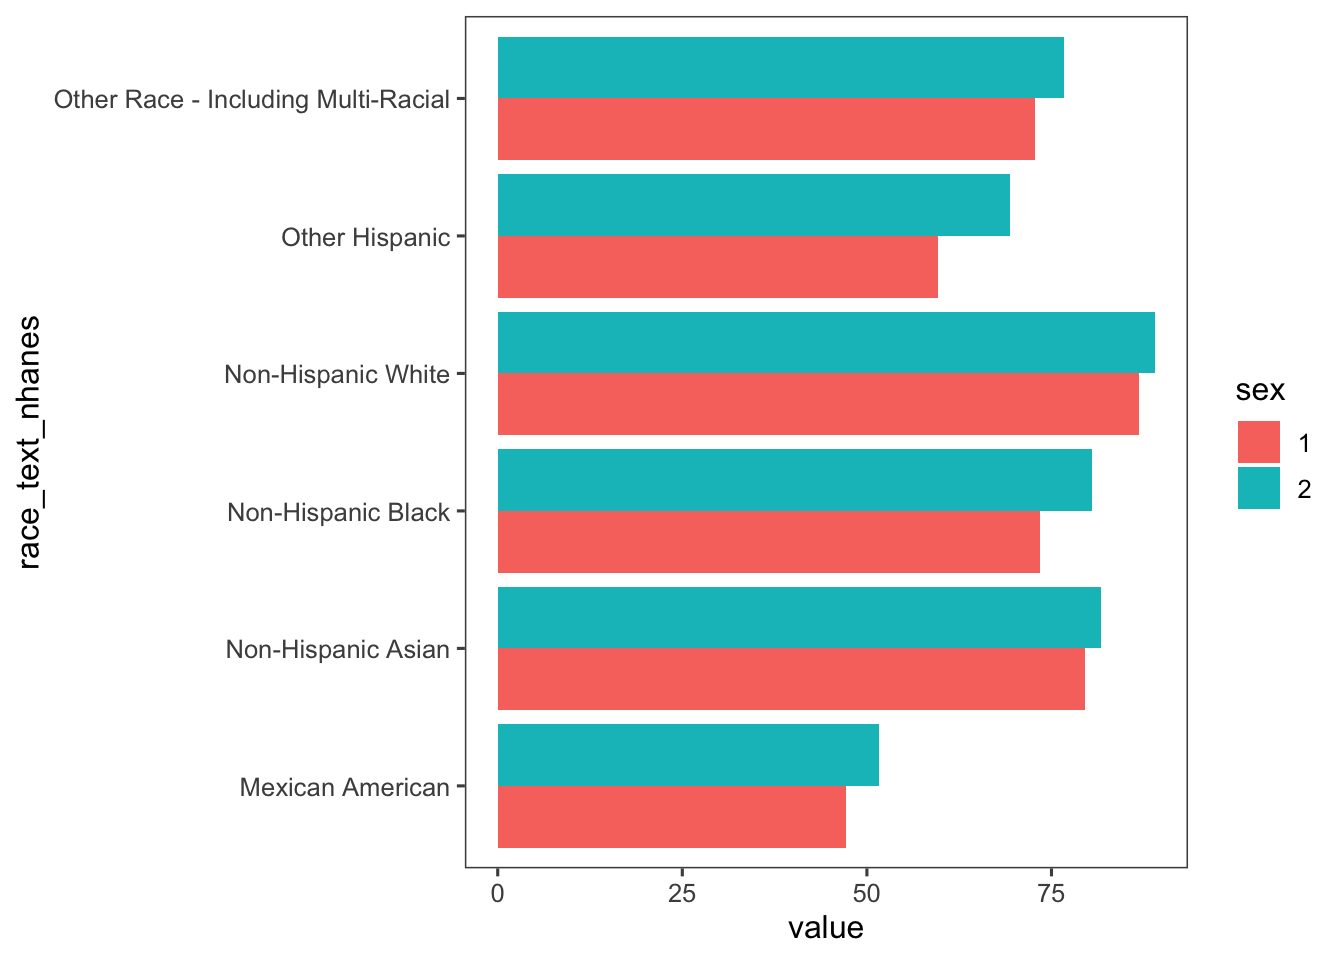 race_text_nhanes
Other Race - Including Multi-Racial
Other Hispanic
Non-Hispanic White
Non-Hispanic Black
Non-Hispanic Asian
Mexican American
0 25 50 75
value
sex
1
2